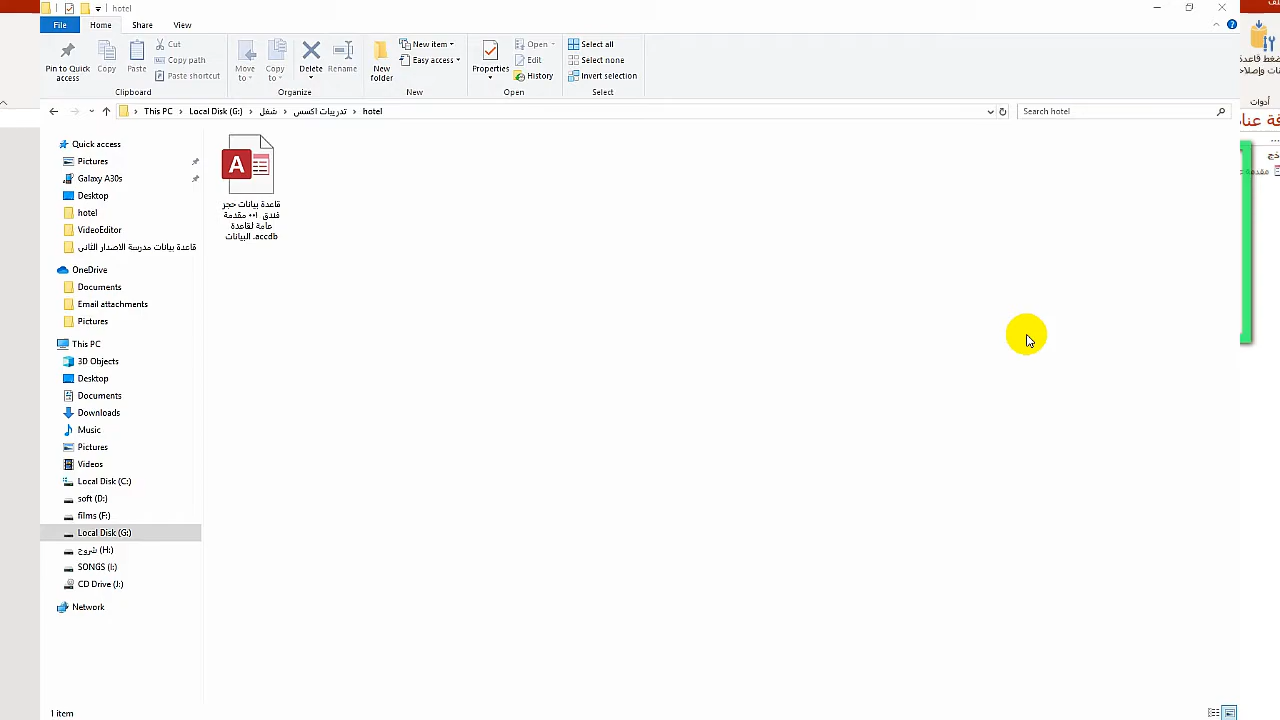 hotel
File
Home
Share
View
Pin to Quick
access
Copy
Paste
Cut
Copy path
Paste shortcut
Clipboard
Move
to
Copy
to
Delete
Rename
Organize
New
folder
New item
Easy access
New
Properties
Open
Edit
History
Open
Select all
Select none
Invert selection
Select
This PC
Local Disk (G:)
شغل
تدريبات اكسس
hotel
Search hotel
Quick access
Pictures
Galaxy A30s
Desktop
hotel
VideoEditor
قاعدة بيانات مدرسة الاصدار الثانى
OneDrive
Documents
Email attachments
Pictures
This PC
3D Objects
Desktop
Documents
Downloads
Music
Pictures
Videos
Local Disk (C:)
soft (D:)
films (F:)
Local Disk (G:)
شروح (H:)
SONGS (I:)
CD Drive (J:)
Network
قاعدة بيانات حجز
فندق ٠٠١ مقدمة
عامة لقاعدة
البيانات .accdb
1 item
أدوات